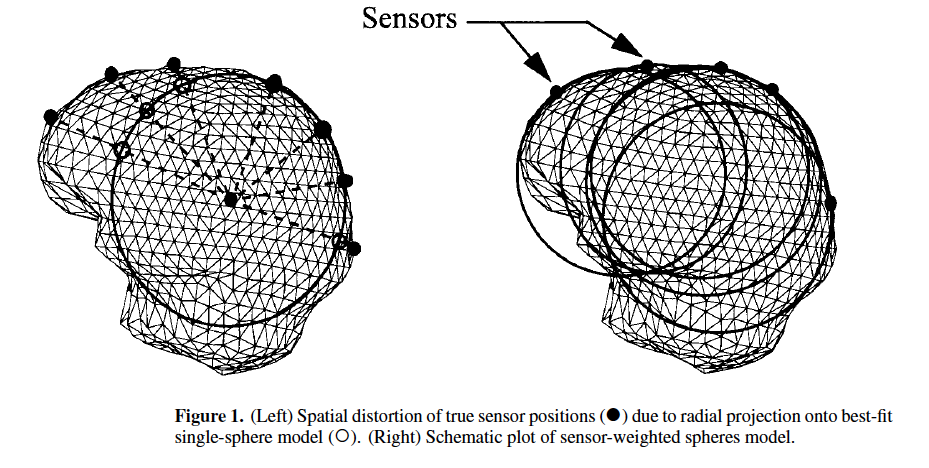 Sensors
Figure 1. (Left) Spatial distortion of true sensor positions (●) due to radial projection onto best-fit
single-sphere model (○). (Right) Schematic plot of sensor-weighted spheres model.